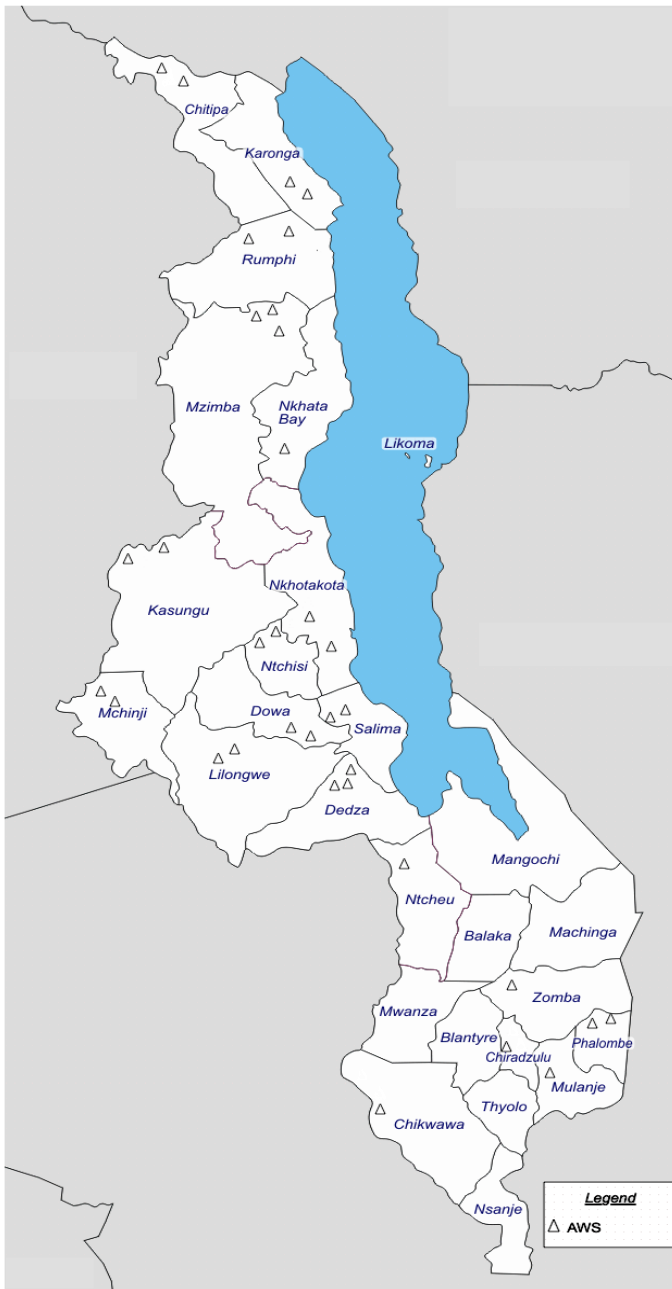 Chitipa
Karonga
Rumphi
Mzimba
Nkhata
Bay
Likoma
Nkhotakota
Kasungu
Ntchisi
Mchinji
Dowa
Salima
Lilongwe
Dedza
Mangochi
Ntcheu
Balaka
Machinga
Zomba
Mwanza
Blantyre
Phalombe
Chiradzulu
Mulanje
Thyolo
Chikwawa
Nsanje
Legend
AWS